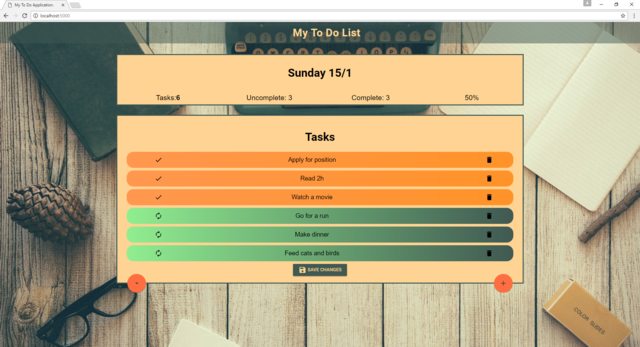 My To Do Application
localhost:3000
My To Do List
Sunday 15/1
Tasks:6 Uncomplete: 3 Complete: 3 50%
Tasks
Apply for position
Read 2h
Watch a movie
Go for a run
Make dinner
Feed cats and birds
SAVE CHANGES
- +
COLOR SLIDES